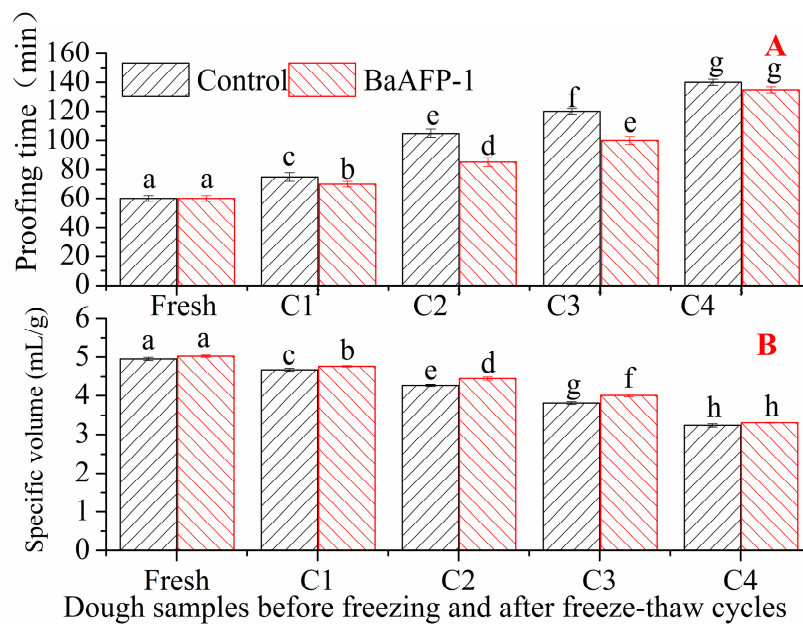 A
Proofing time (min)
160
140
120
100
80
60
40
20
0
Control
BaAFP-1
a a c b e d f e g g
Fresh C1 C2 C3 C4
B
Specific volume (mL/g)
6
5
4
3
2
1
0
a a c b e d g f h h
Fresh C1 C2 C3 C4
Dough samples before freezing and after freeze-thaw cycles